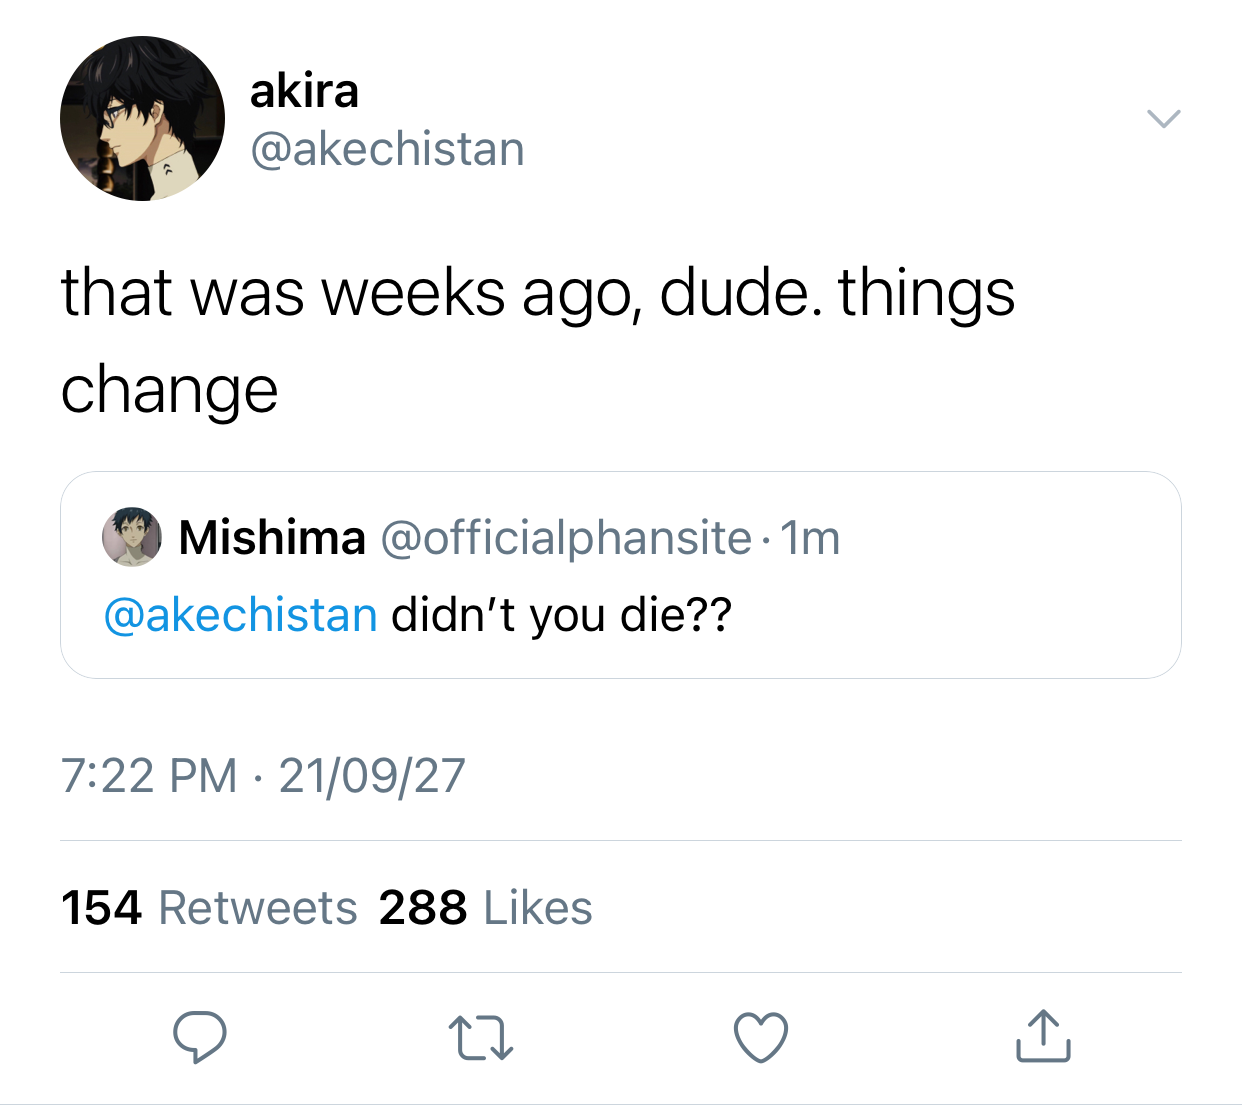 akira
@akechistan
that was weeks ago, dude. things
change
Mishima @officialphansite · 1m
@akechistan didn’t you die??
7:22 PM · 21/09/27
154 Retweets 288 Likes